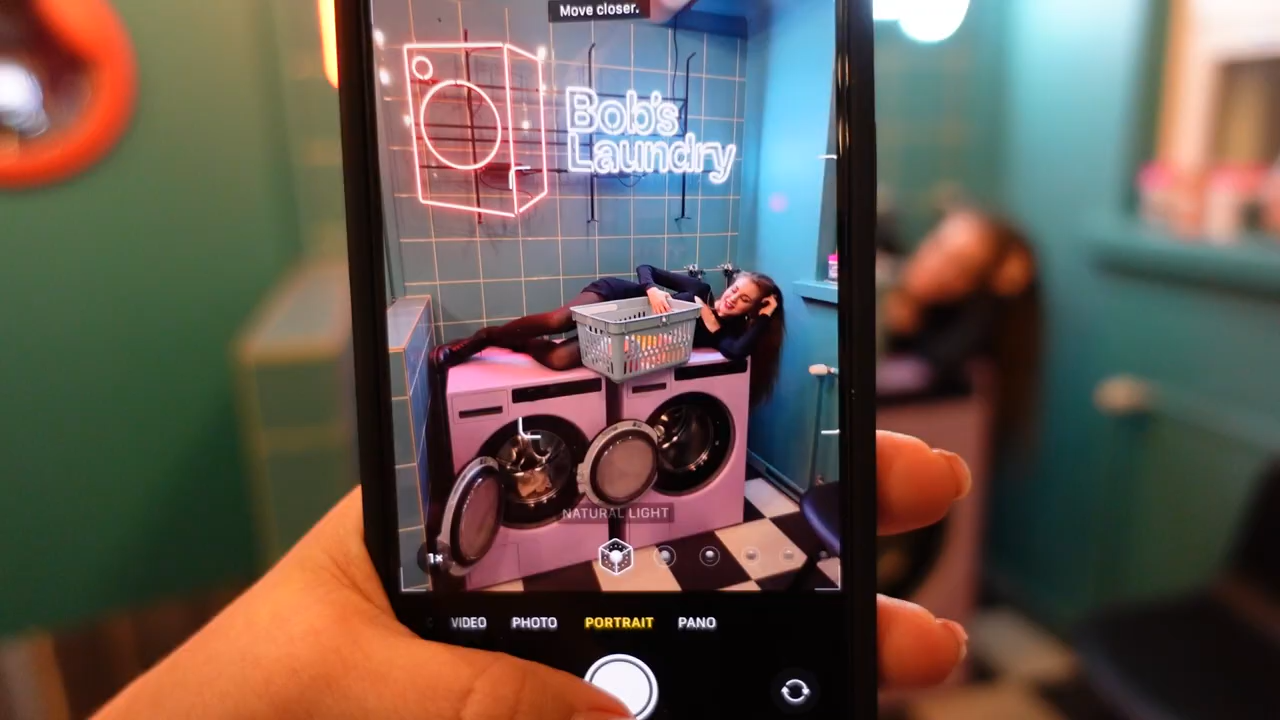 Move closer.
Bob's
Laundry
NATURAL LIGHT
1×
VIDEO PHOTO PORTRAIT PANO